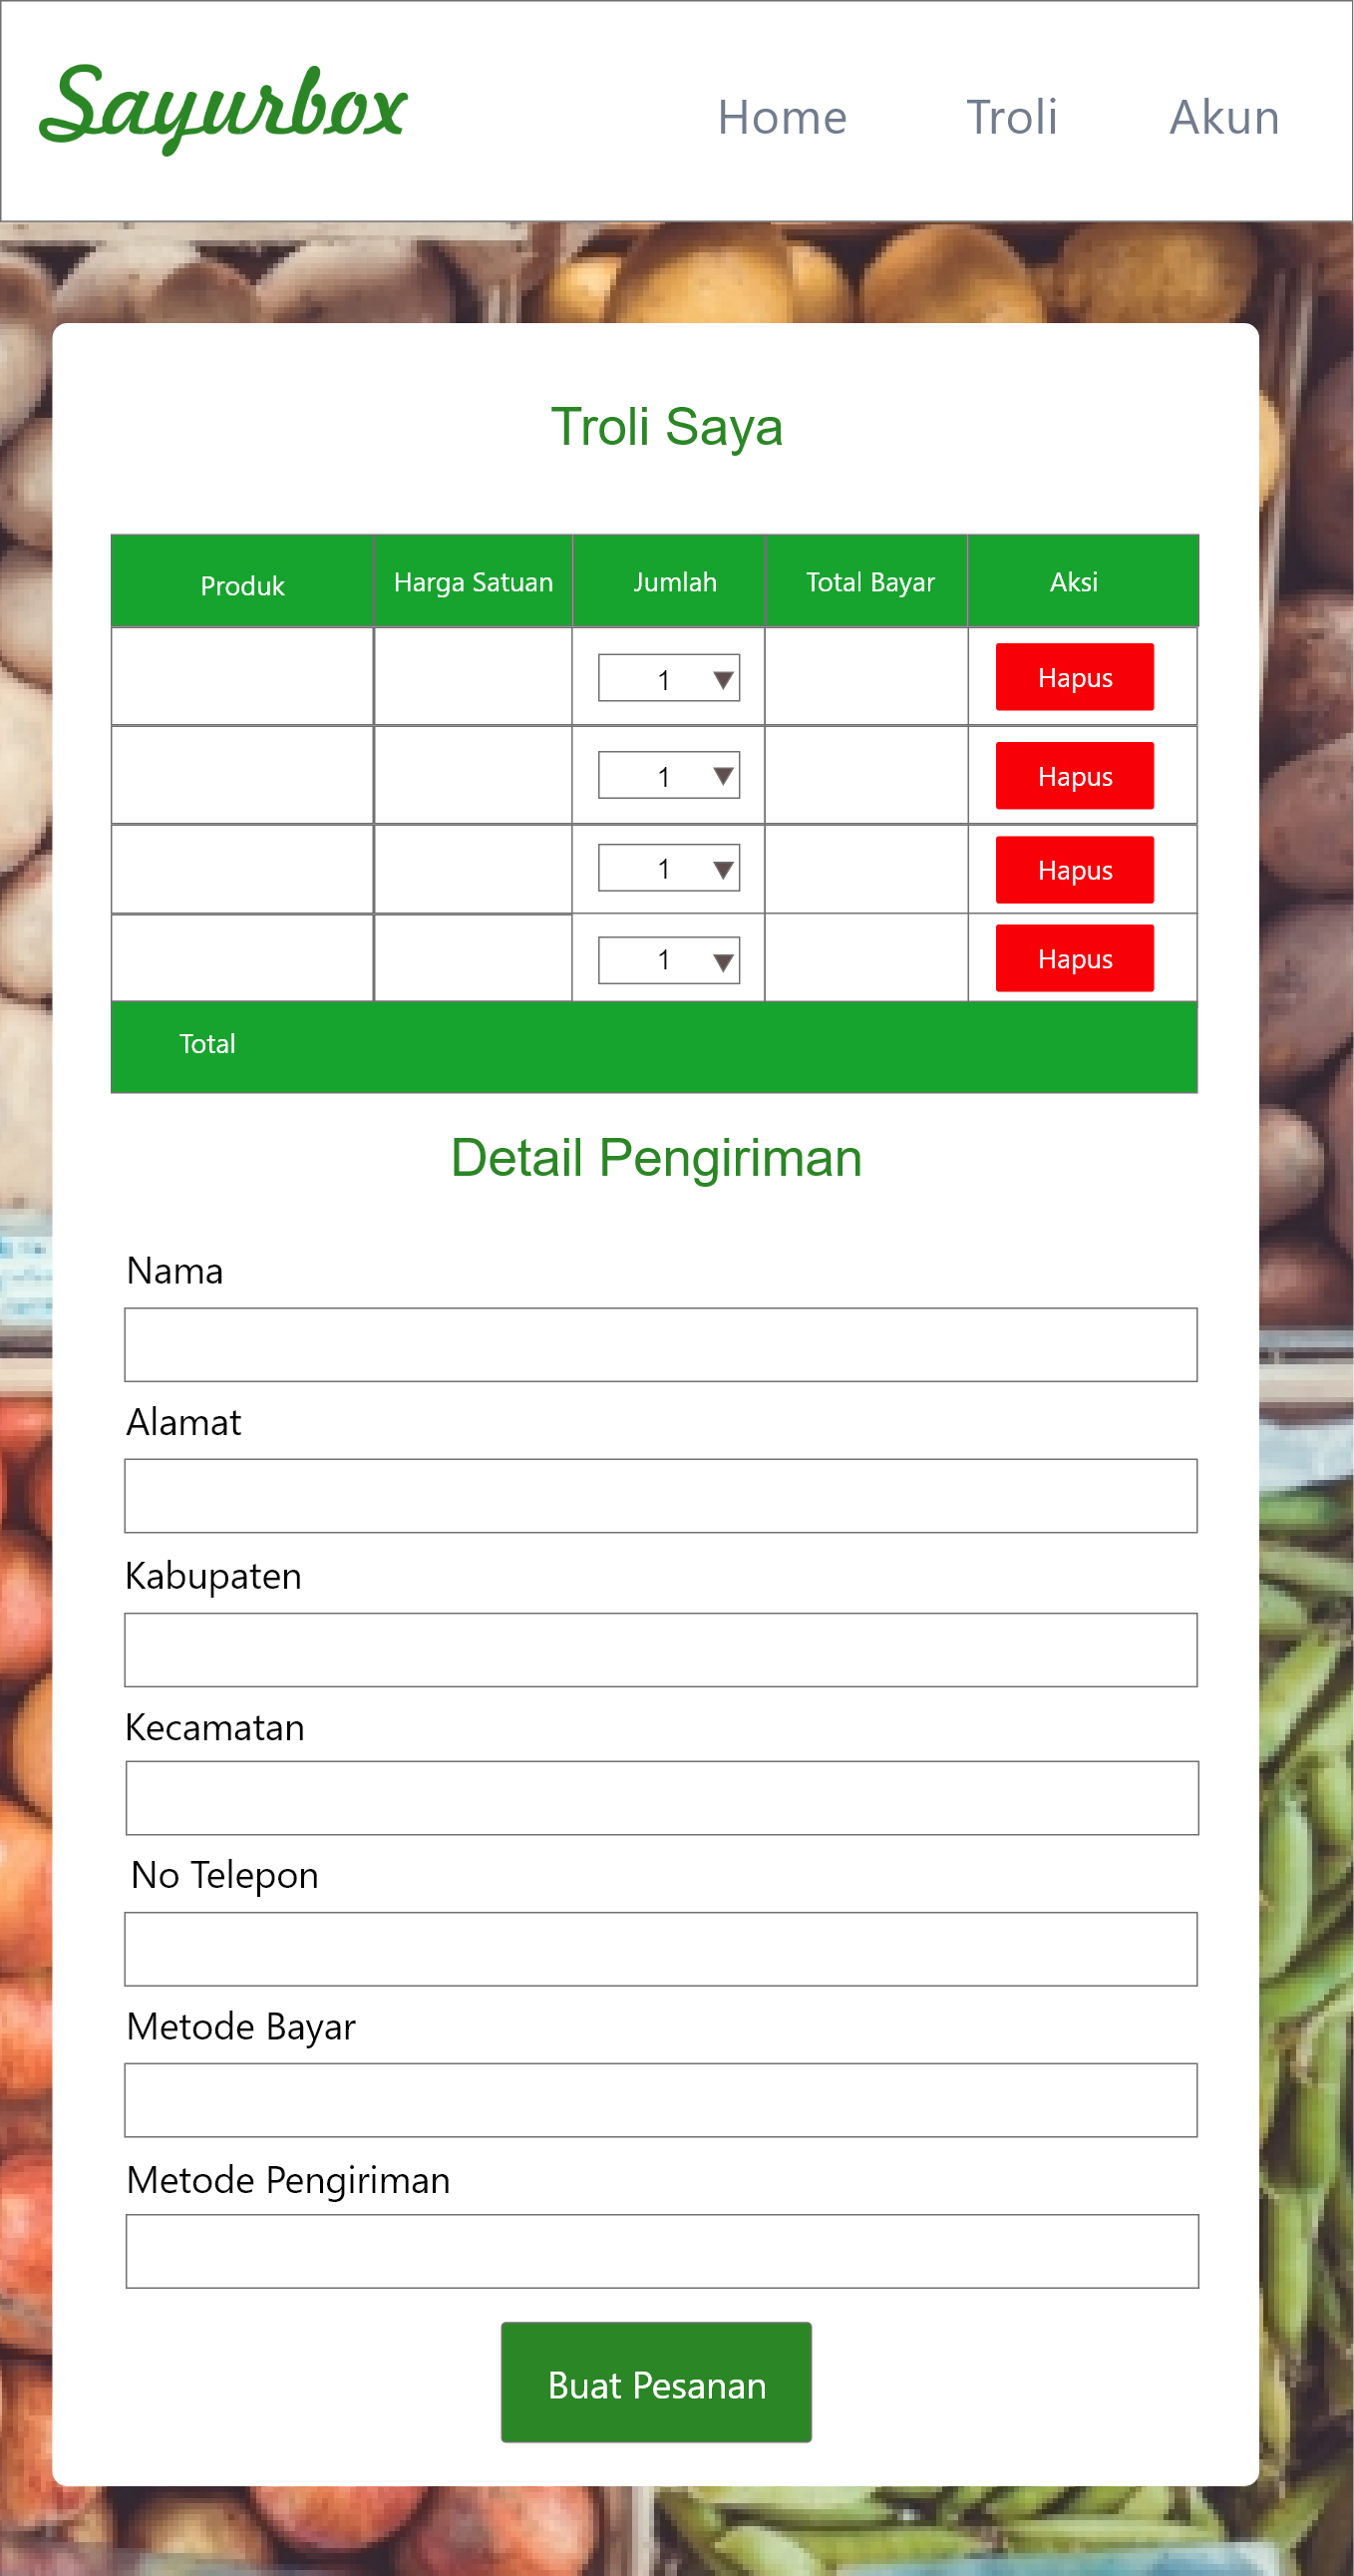 Sayurbox
Home Troli Akun
Troli Saya
Produk Harga Satuan Jumlah Total Bayar Aksi
1 Hapus
1 Hapus
1 Hapus
1 Hapus
Total
Detail Pengiriman
Nama
Alamat
Kabupaten
Kecamatan
No Telepon
Metode Bayar
Metode Pengiriman
Buat Pesanan